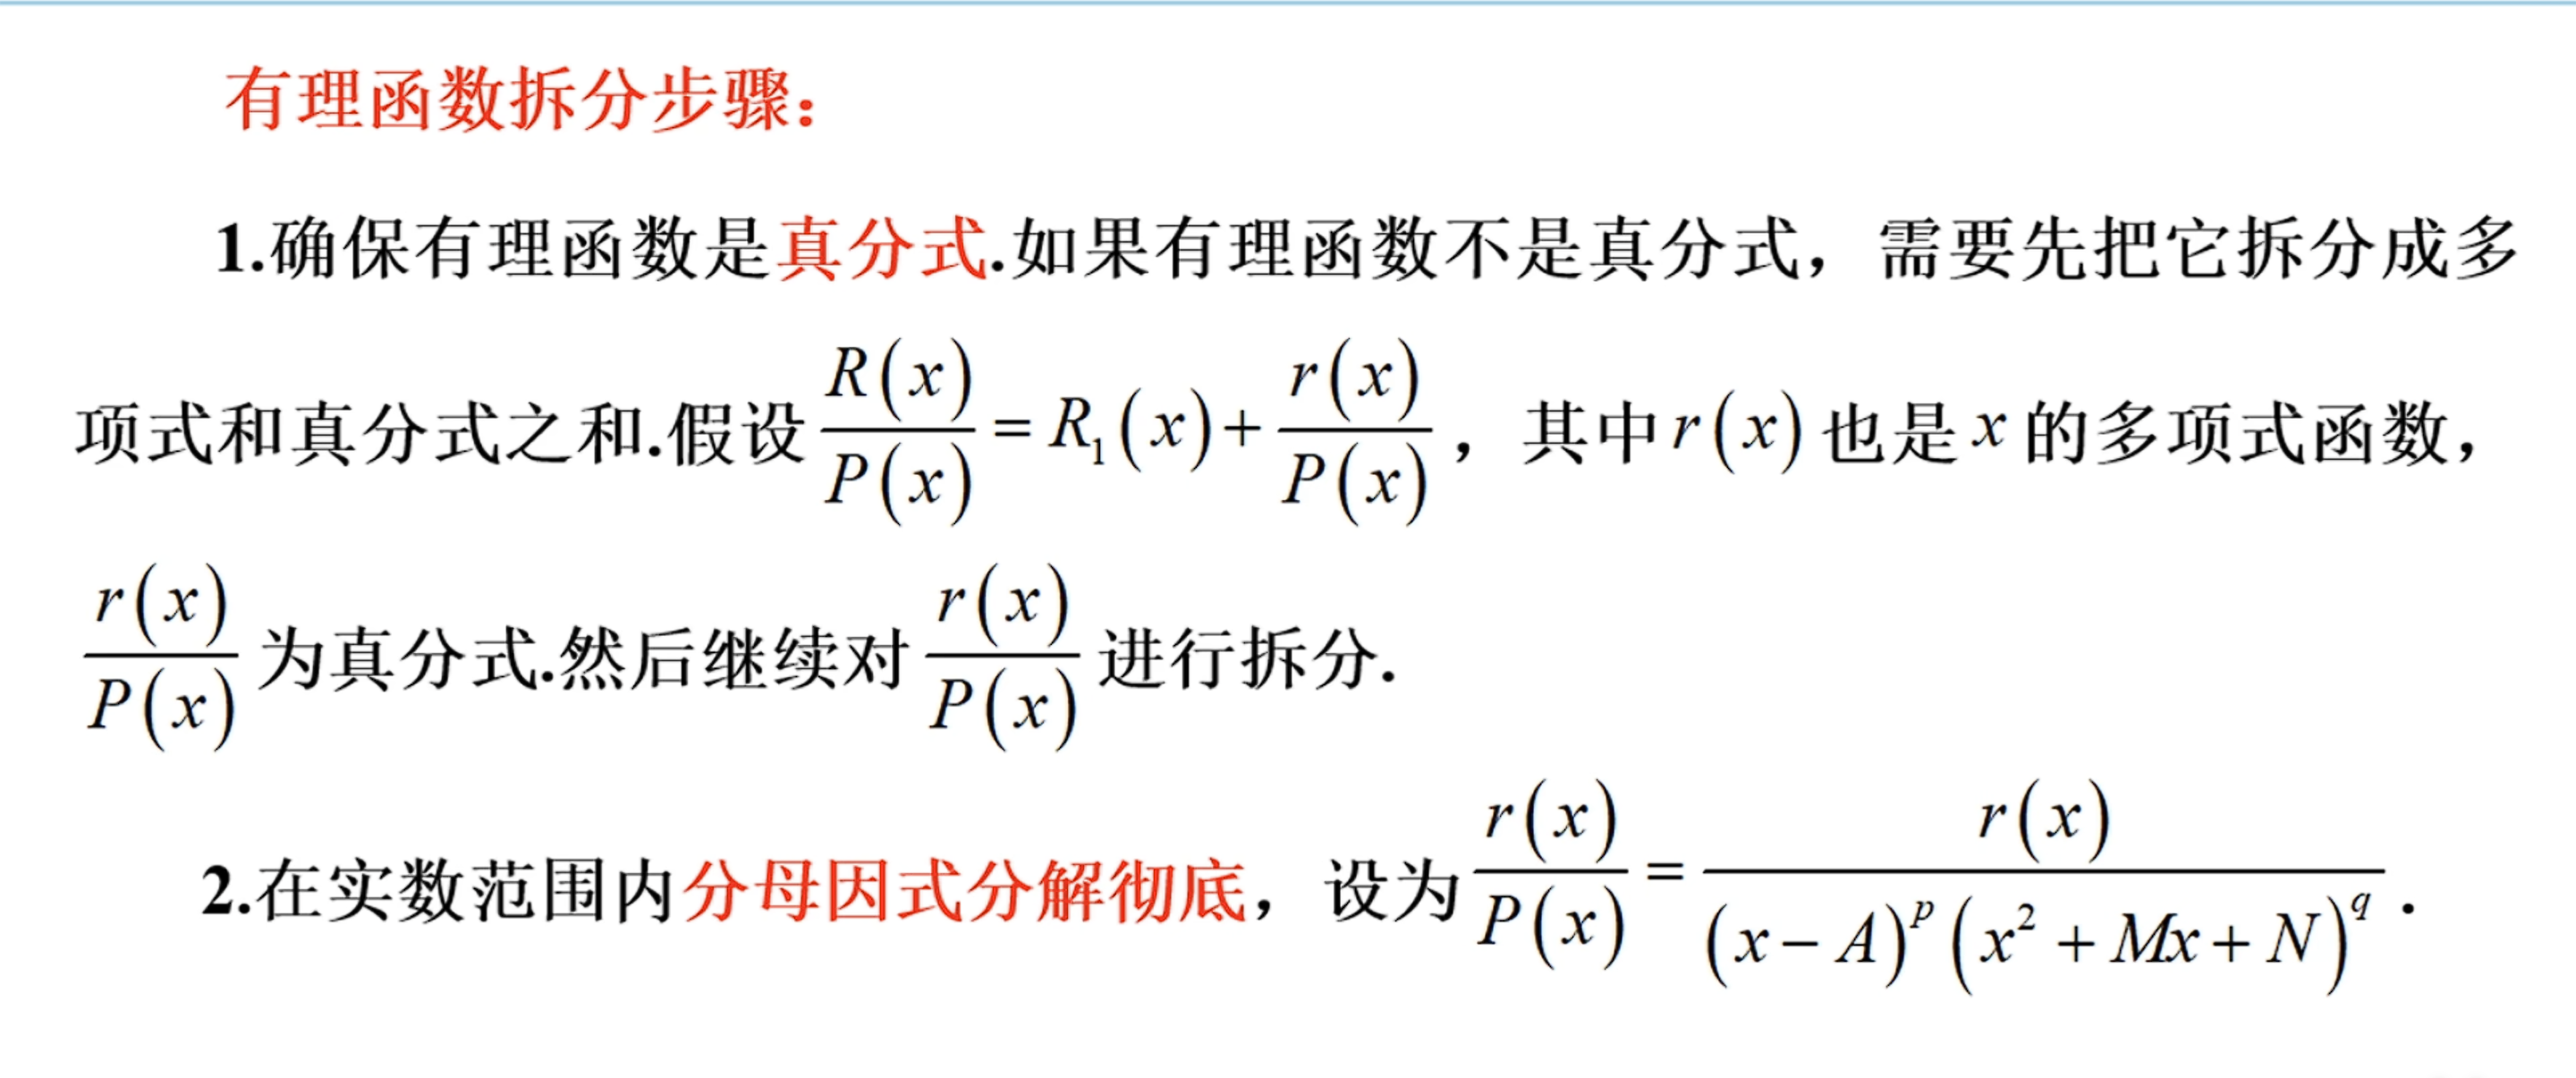 有理函数拆分步骤：
1.确保有理函数是真分式.如果有理函数不是真分式，需要先把它拆分成多
项式和真分式之和.假设 \frac{R(x)}{P(x)} = R_1(x) + \frac{r(x)}{P(x)}，其中 r(x) 也是 x 的多项式函数，
\frac{r(x)}{P(x)} 为真分式.然后继续对 \frac{r(x)}{P(x)} 进行拆分.
2.在实数范围内分母因式分解彻底，设为 \frac{r(x)}{P(x)} = \frac{r(x)}{(x-A)^p (x^2+Mx+N)^q}.